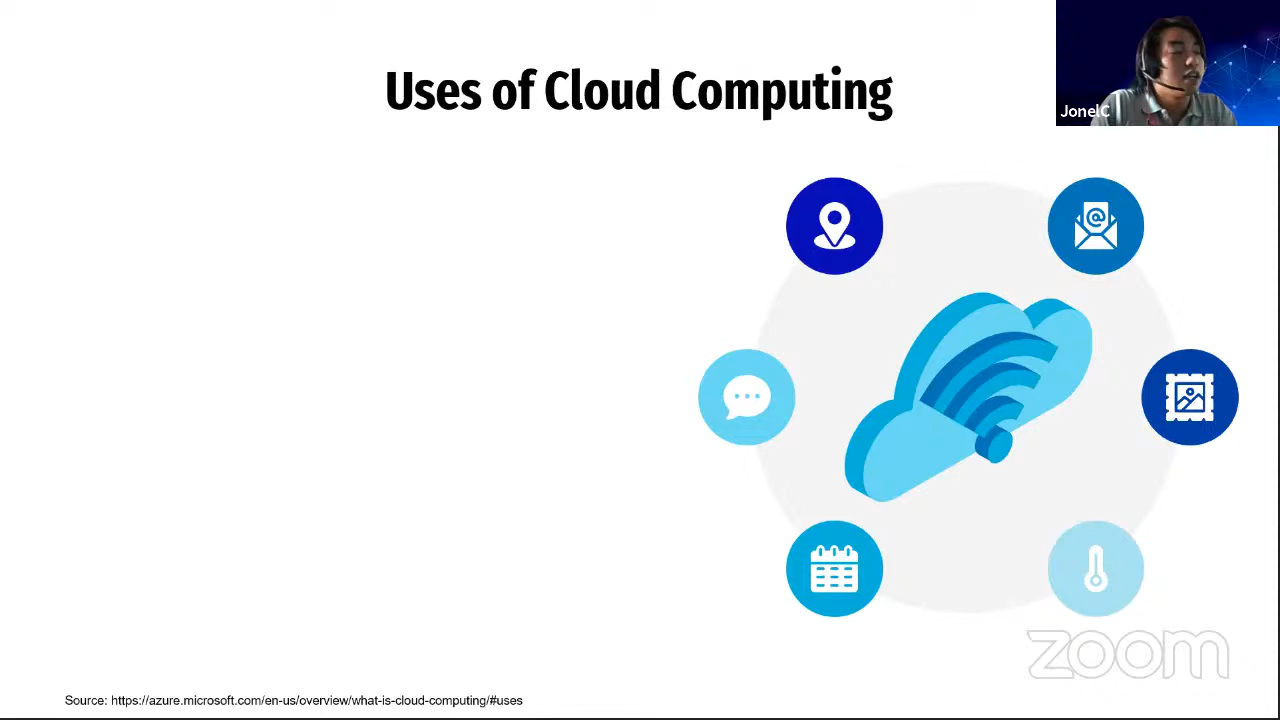 Uses of Cloud Computing
JonelC
@
zoom
Source: https://azure.microsoft.com/en-us/overview/what-is-cloud-computing/#uses